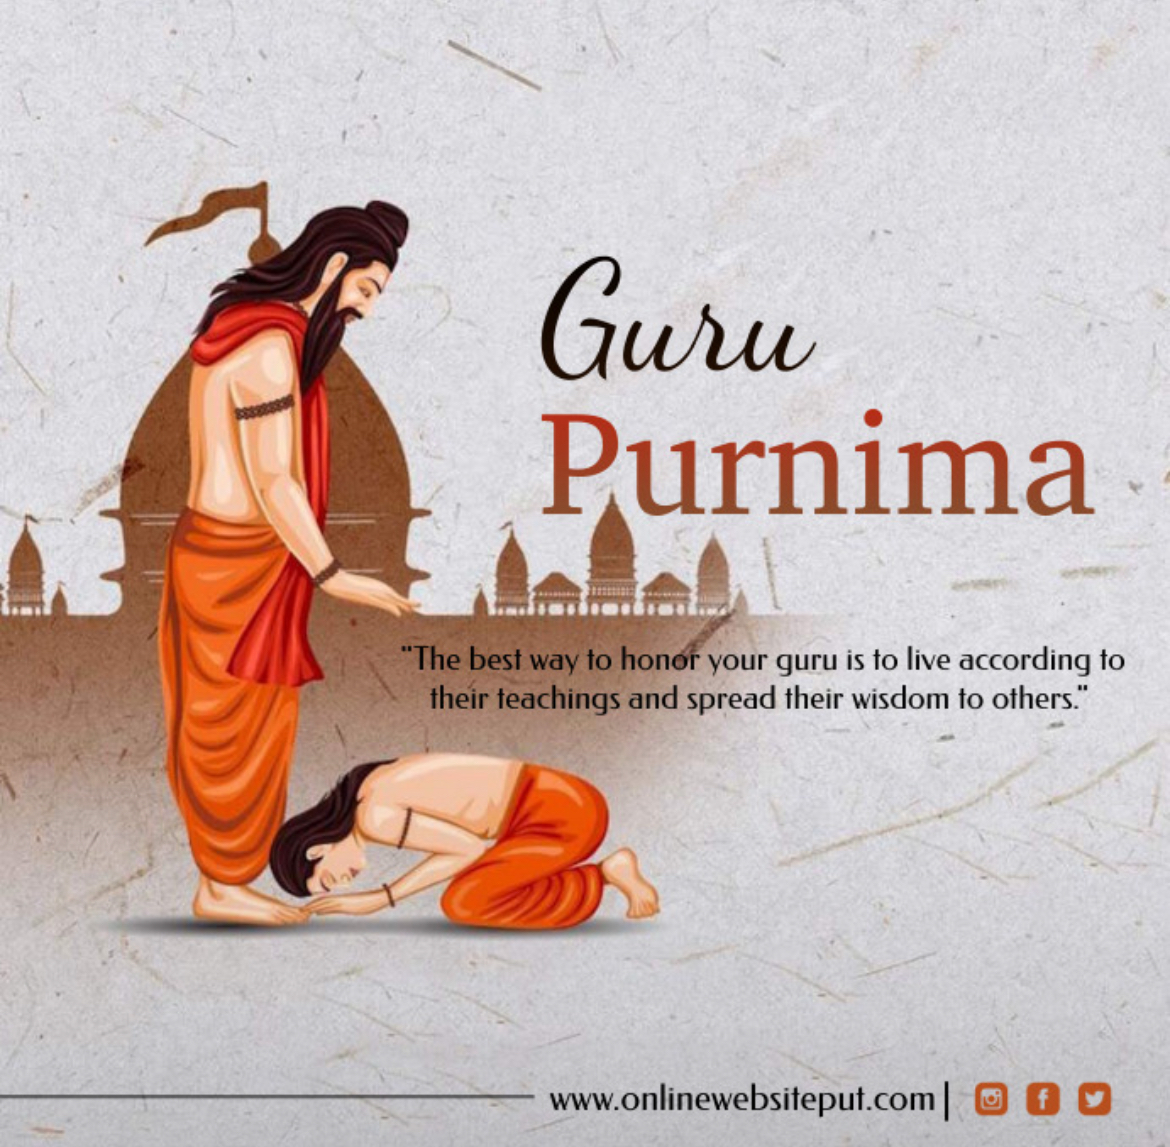 Guru
Purnima
"The best way to honor your guru is to live according to
their teachings and spread their wisdom to others."
www.onlinewebsiteput.com|